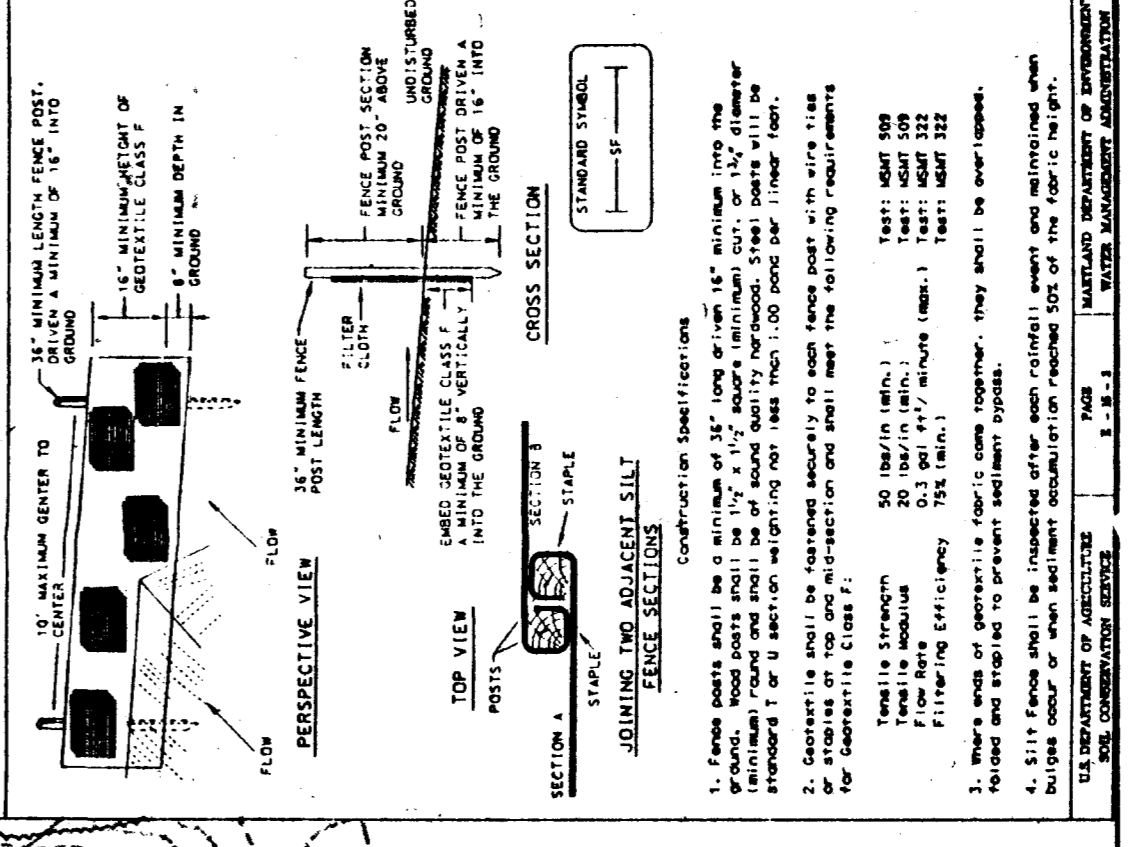 10' MAXIMUM CENTER TO
CENTER
36" MINIMUM LENGTH FENCE POST,
DRIVEN A MINIMUM OF 16" INTO
GROUND
16" MINIMUM HEIGHT OF
GEOTEXTILE CLASS F
8" MINIMUM DEPTH IN
GROUND
FLOW
FLOW
PERSPECTIVE VIEW
36" MINIMUM FENCE
POST LENGTH
FILTER
CLOTH
FLOW
FENCE POST SECTION
MINIMUM 20" ABOVE
GROUND
UNDISTURBED
GROUND
EMBED GEOTEXTILE CLASS F
A MINIMUM OF 8" VERTICALLY
INTO THE GROUND
FENCE POST DRIVEN A
MINIMUM OF 16" INTO
THE GROUND
CROSS SECTION
TOP VIEW
POSTS
SECTION B
STAPLE
SECTION A
STAPLE
JOINING TWO ADJACENT SILT
FENCE SECTIONS
STANDARD SYMBOL
SF
Construction Specifications
1. Fence posts shall be a minimum of 36" long driven 16" minimum into the
ground. Wood posts shall be 1½" x 1½" square (minimum) cut, or 1¾" diameter
(minimum) round and shall be of sound quality hardwood. Steel posts will be
standard T or U section weighting not less than 1.00 pond per linear foot.
2. Geotextile shall be fastened securely to each fence post with wire ties
or staples at top and mid-section and shall meet the following requirements
for Geotextile Class F:
Tensile Strength 50 lbs/in (min.) Test: MSMT 509
Tensile Modulus 20 lbs/in (min.) Test: MSMT 509
Flow Rate 0.3 gal ft²/ minute (max.) Test: MSMT 322
Filtering Efficiency 75% (min.) Test: MSMT 322
3. Where ends of geotextile fabric come together, they shall be overlapped,
folded and stapled to prevent sediment bypass.
4. Silt Fence shall be inspected after each rainfall event and maintained when
bulges occur or when sediment accumulation reached 50% of the fabric height.
U.S. DEPARTMENT OF AGRICULTURE
SOIL CONSERVATION SERVICE
PAGE
MARYLAND DEPARTMENT OF ENVIRONMENT
WATER MANAGEMENT ADMINISTRATION